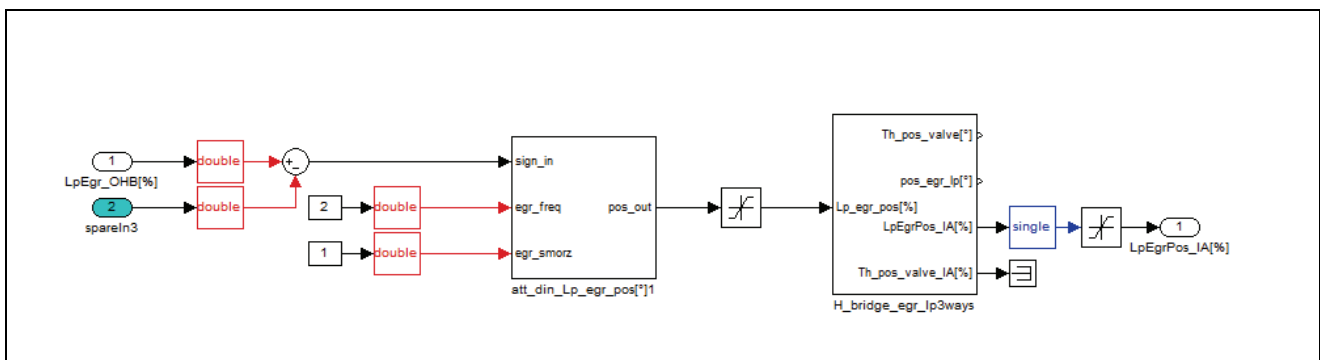 1
LpEgr_OHB[%]
2
spareIn3
double
double
+
-
2
1
double
double
sign_in
egr_freq
egr_smorz
pos_out
att_din_Lp_egr_pos[°]1
Lp_egr_pos[%]
Th_pos_valve[°]
pos_egr_lp[°]
LpEgrPos_IA[%]
Th_pos_valve_IA[%]
H_bridge_egr_lp3ways
single
1
LpEgrPos_IA[%]